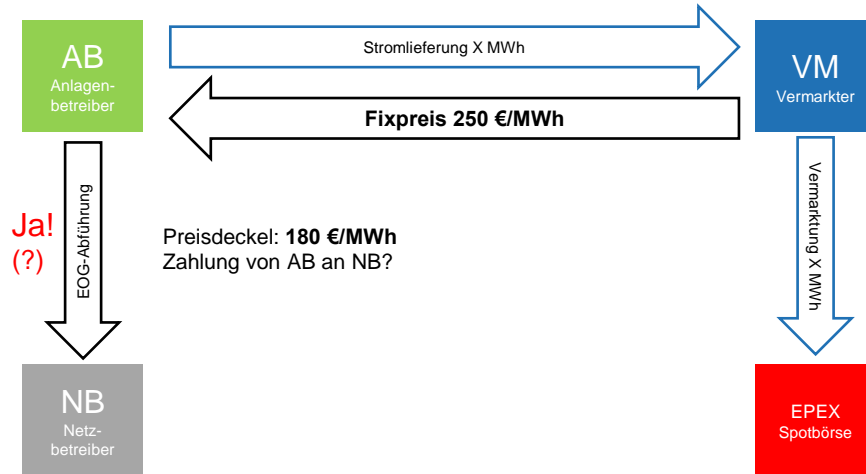 AB
Anlagen-
betreiber
Stromlieferung X MWh
VM
Vermarkter
Fixpreis 250 €/MWh
Ja!
(?)
EOG-Abführung
Preisdeckel: 180 €/MWh
Zahlung von AB an NB?
Vermarktung X MWh
NB
Netz-
betreiber
EPEX
Spotbörse